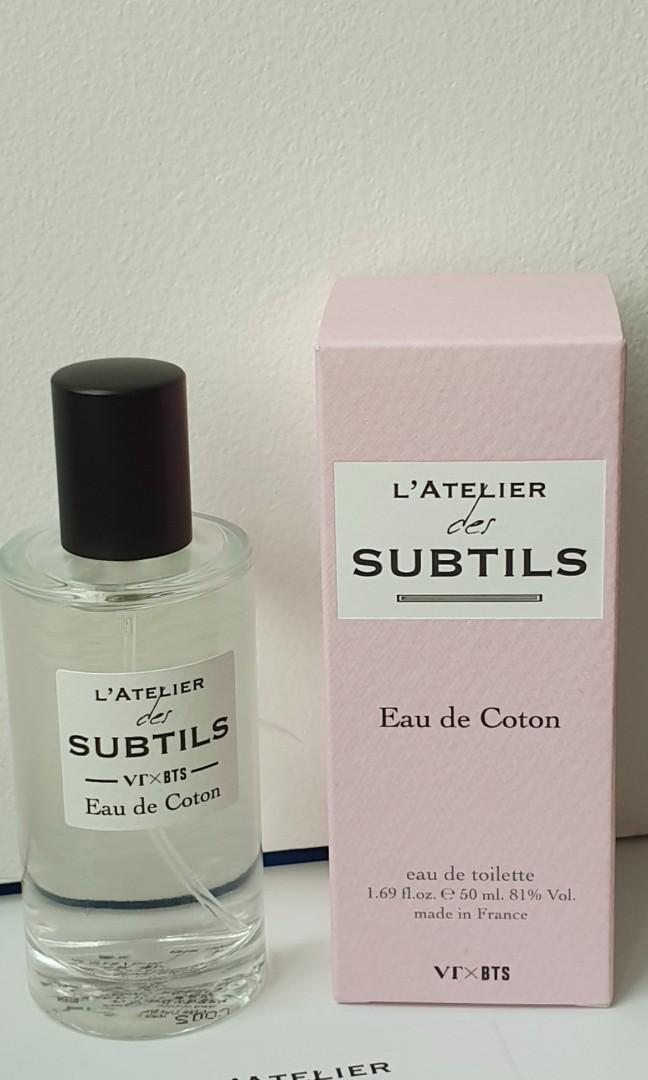 L'ATELIER
des
SUBTILS
VT×BTS
Eau de Coton
L'ATELIER
des
SUBTILS
Eau de Coton
eau de toilette
1.69 fl.oz. ℮ 50 ml. 81% Vol.
made in France
VT×BTS
L'ATELIER